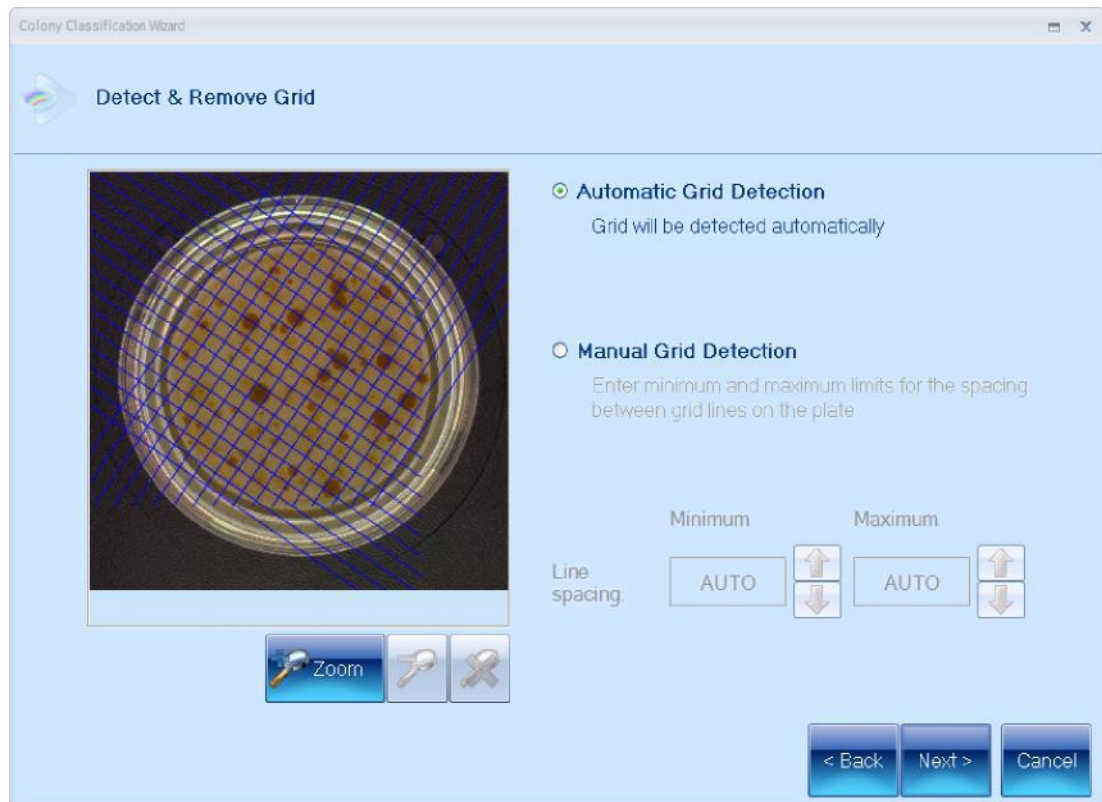 Colony Classification Wizard
Detect & Remove Grid
Automatic Grid Detection
Grid will be detected automatically
Manual Grid Detection
Enter minimum and maximum limits for the spacing
between grid lines on the plate
Minimum Maximum
Line
spacing:
AUTO AUTO
Zoom
< Back Next > Cancel